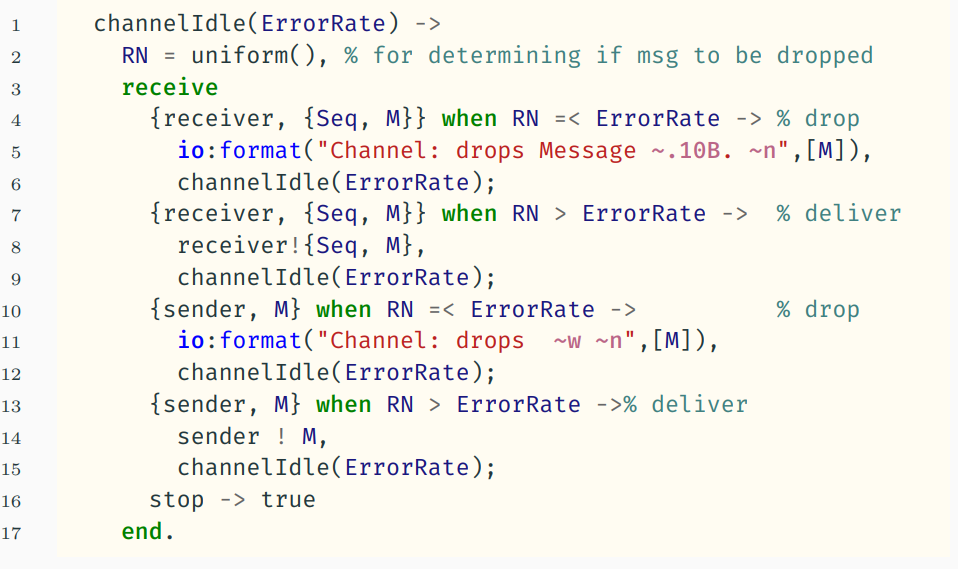 1 channelIdle(ErrorRate) ->
2   RN = uniform(), % for determining if msg to be dropped
3   receive
4     {receiver, {Seq, M}} when RN =< ErrorRate -> % drop
5       io:format("Channel: drops Message ~.10B. ~n",[M]),
6       channelIdle(ErrorRate);
7     {receiver, {Seq, M}} when RN > ErrorRate ->  % deliver
8       receiver!{Seq, M},
9       channelIdle(ErrorRate);
10     {sender, M} when RN =< ErrorRate ->          % drop
11       io:format("Channel: drops  ~w ~n",[M]),
12       channelIdle(ErrorRate);
13     {sender, M} when RN > ErrorRate ->% deliver
14       sender ! M,
15       channelIdle(ErrorRate);
16     stop -> true
17   end.